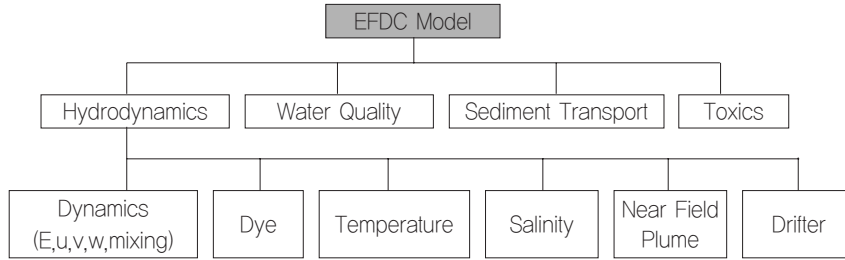 EFDC Model
Hydrodynamics
Water Quality
Sediment Transport
Toxics
Dynamics
(E,u,v,w,mixing)
Dye
Temperature
Salinity
Near Field
Plume
Drifter